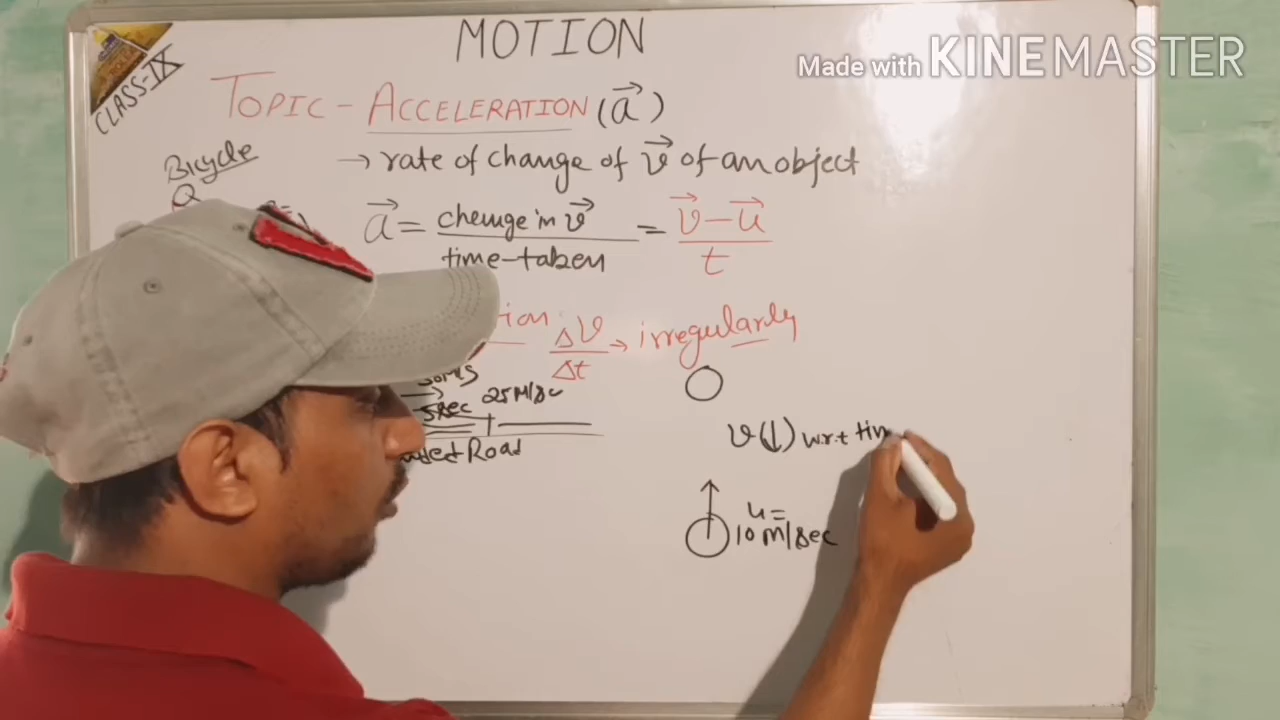 MOTION
Made with KINEMASTER
CLASS-IX
TOPIC - ACCELERATION (a⃗)
Bicycle
→ rate of change of v⃗ of an object
a⃗ = change in v⃗ / time-taken = v⃗ - u⃗ / t
Δv / Δt → irregularly
5sec 25 M/sec
Road
v(↓) w.r.t tim
u =
10 M/sec